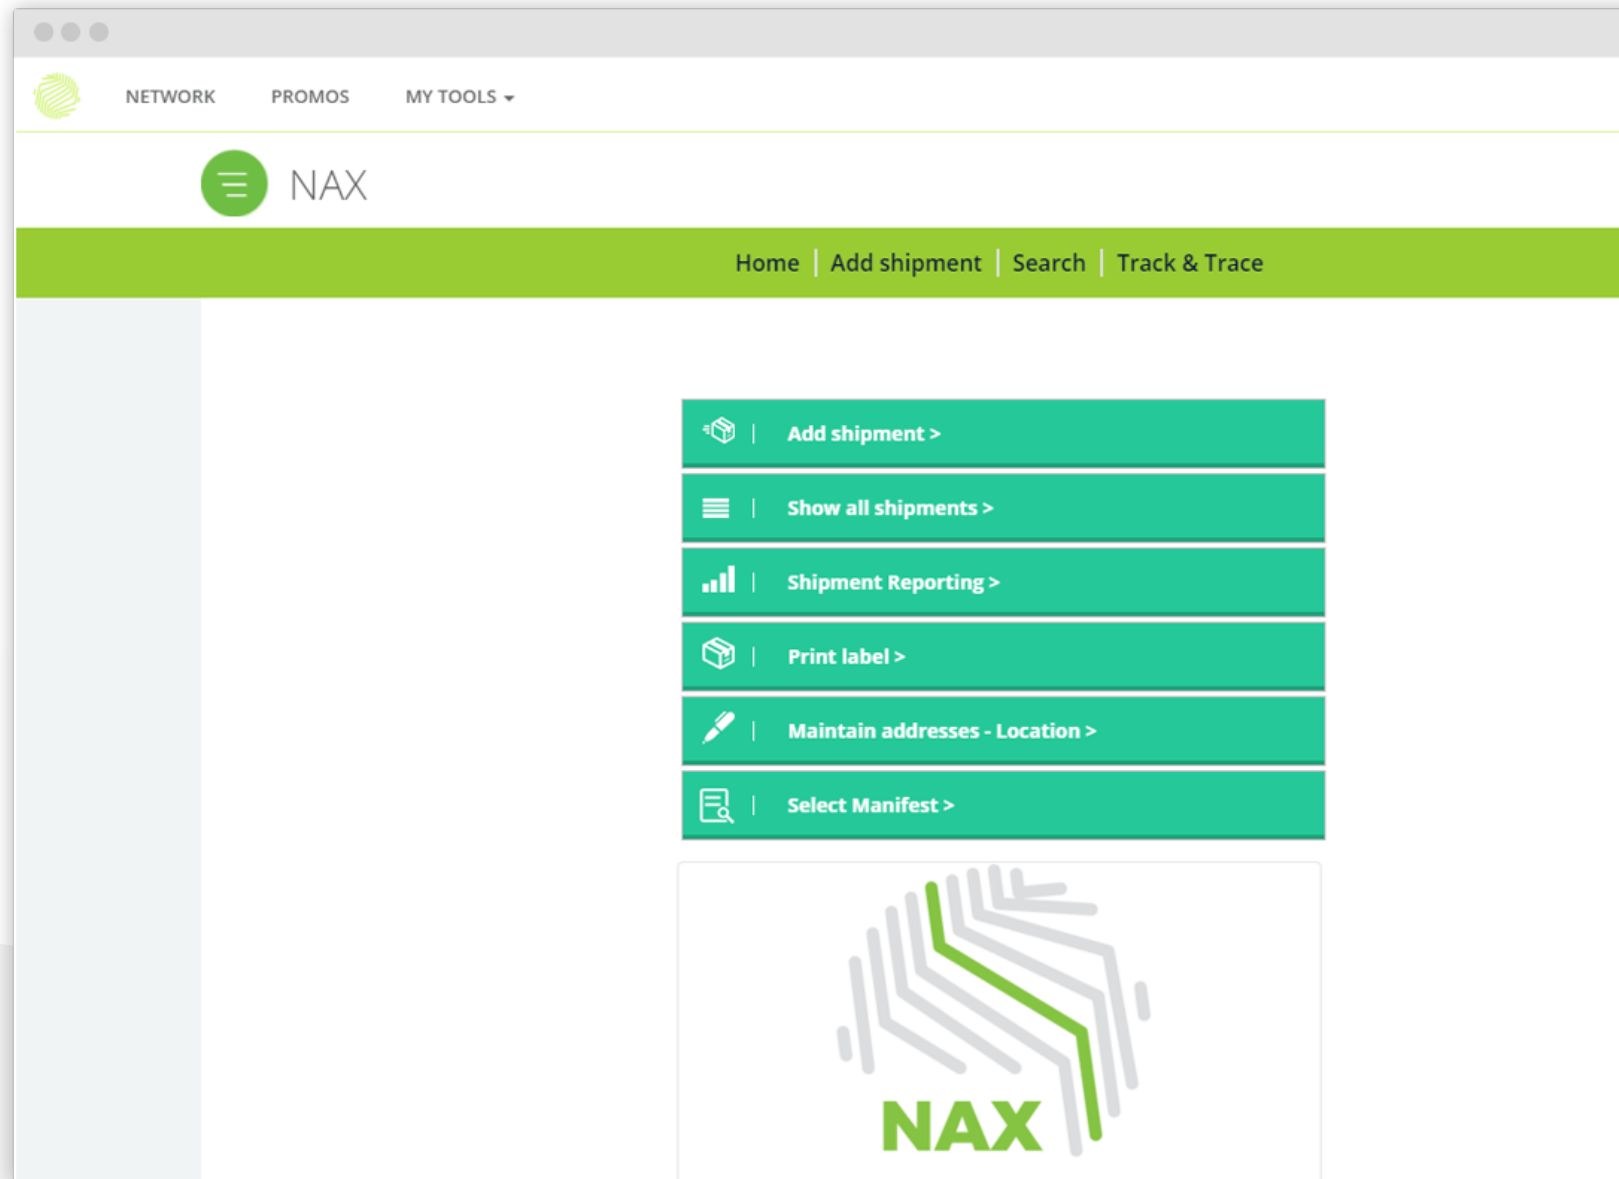 NETWORK PROMOS MY TOOLS
NAX
Home | Add shipment | Search | Track & Trace
| Add shipment >
| Show all shipments >
| Shipment Reporting >
| Print label >
| Maintain addresses - Location >
| Select Manifest >
NAX